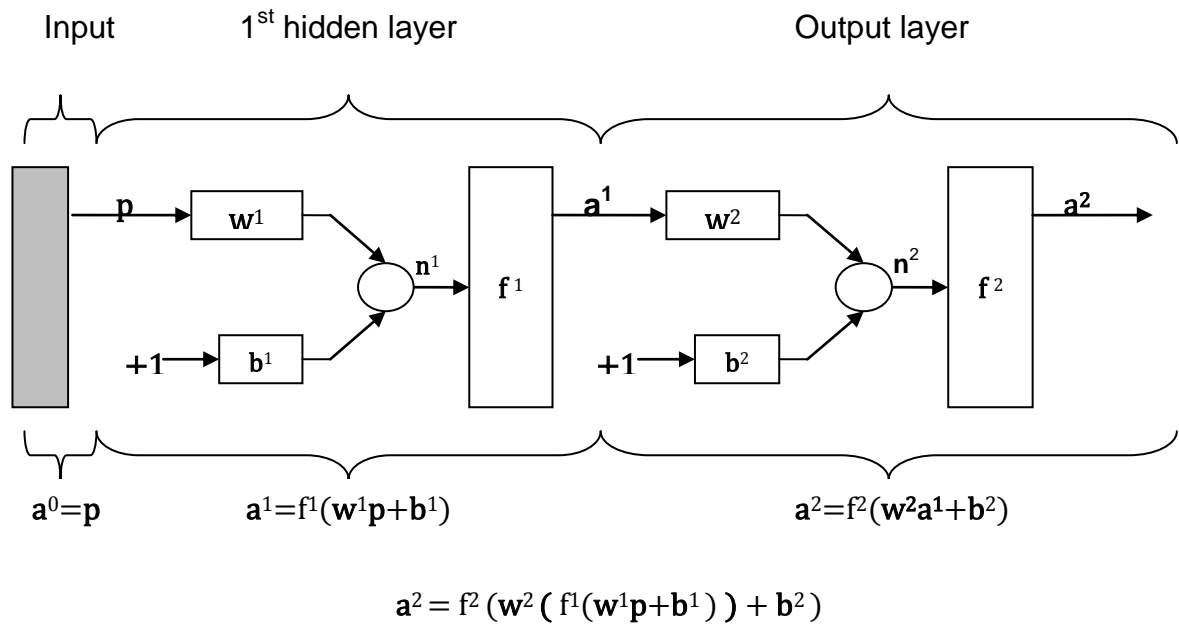 Input 1st hidden layer Output layer
p w¹ a¹ w² a²
n¹ n²
f¹ f²
+1 b¹ +1 b²
a⁰=p a¹=f¹(w¹p+b¹) a²=f²(w²a¹+b²)
a² = f² (w² ( f¹(w¹p+b¹) ) + b²)